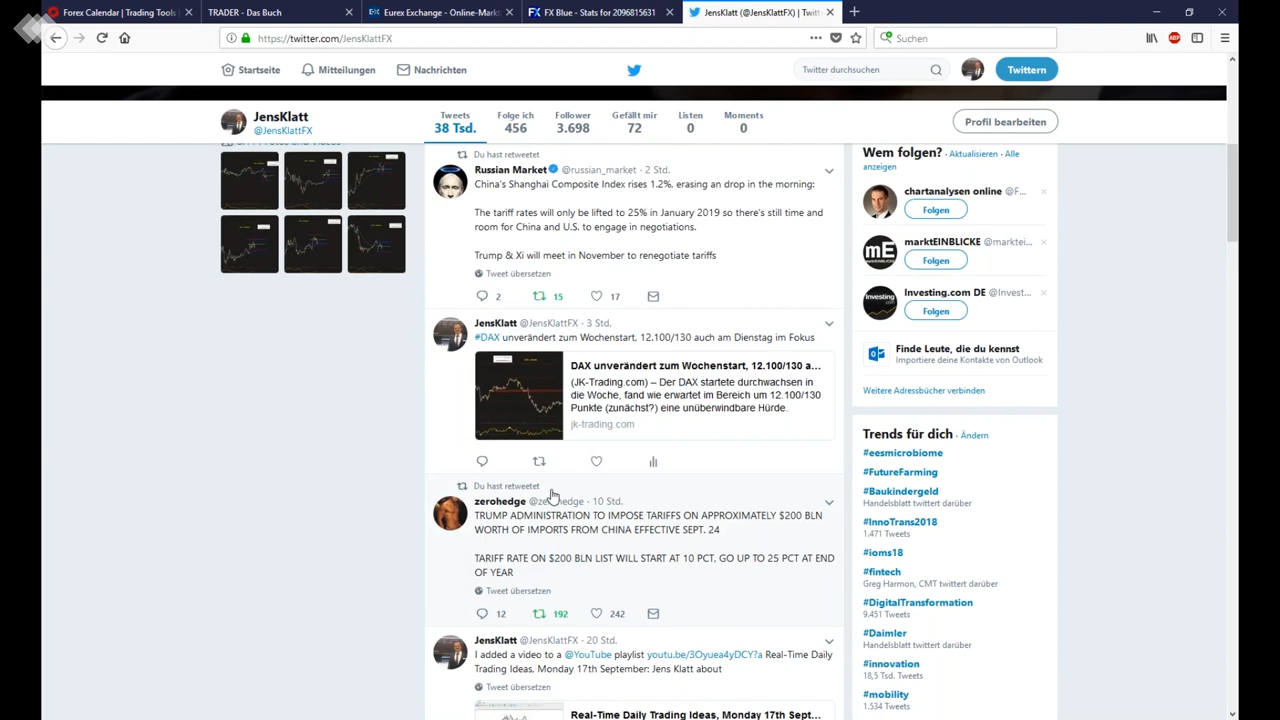 Forex Calendar | Trading Tools
TRADER - Das Buch
Eurex Exchange - Online-Markt
FX Blue - Stats for 2096815631
JensKlatt (@JensKlattFX) | Twitt
https://twitter.com/JensKlattFX
Suchen
ABP
Startseite
Mitteilungen
Nachrichten
Twitter durchsuchen
Twittern
JensKlatt
@JensKlattFX
Tweets
38 Tsd.
Folge ich
456
Follower
3.698
Gefällt mir
72
Listen
0
Moments
0
Profil bearbeiten
Du hast retweetet
Russian Market @russian_market · 2 Std.
China's Shanghai Composite Index rises 1.2%, erasing an drop in the morning:
The tariff rates will only be lifted to 25% in January 2019 so there's still time and
room for China and U.S. to engage in negotiations.
Trump & Xi will meet in November to renegotiate tariffs
Tweet übersetzen
2
15
17
JensKlatt @JensKlattFX · 3 Std.
#DAX unverändert zum Wochenstart, 12.100/130 auch am Dienstag im Fokus
DAX unverändert zum Wochenstart, 12.100/130 a...
(JK-Trading.com) – Der DAX startete durchwachsen in
die Woche, fand wie erwartet im Bereich um 12.100/130
Punkte (zunächst?) eine unüberwindbare Hürde.
jk-trading.com
Du hast retweetet
zerohedge @zerohedge · 10 Std.
TRUMP ADMINISTRATION TO IMPOSE TARIFFS ON APPROXIMATELY $200 BLN
WORTH OF IMPORTS FROM CHINA EFFECTIVE SEPT. 24
TARIFF RATE ON $200 BLN LIST WILL START AT 10 PCT, GO UP TO 25 PCT AT END
OF YEAR
Tweet übersetzen
12
192
242
JensKlatt @JensKlattFX · 20 Std.
I added a video to a @YouTube playlist youtu.be/3Oyuea4yDCY?a Real-Time Daily
Trading Ideas, Monday 17th September: Jens Klatt about
Tweet übersetzen
Real-Time Daily Trading Ideas, Monday 17th Sept...
Wem folgen? · Aktualisieren · Alle
anzeigen
chartanalysen online @F...
Folgen
mE
marktEINBLICKE @marktei...
Folgen
Investing
Investing.com DE @Invest...
Folgen
Finde Leute, die du kennst
Importiere deine Kontakte von Outlook
Weitere Adressbücher verbinden
Trends für dich · Ändern
#eesmicrobiome
#FutureFarming
#Baukindergeld
Handelsblatt twittert darüber
#InnoTrans2018
1.471 Tweets
#ioms18
#fintech
Greg Harmon, CMT twittert darüber
#DigitalTransformation
9.451 Tweets
#Daimler
Handelsblatt twittert darüber
#innovation
18,5 Tsd. Tweets
#mobility
1.534 Tweets